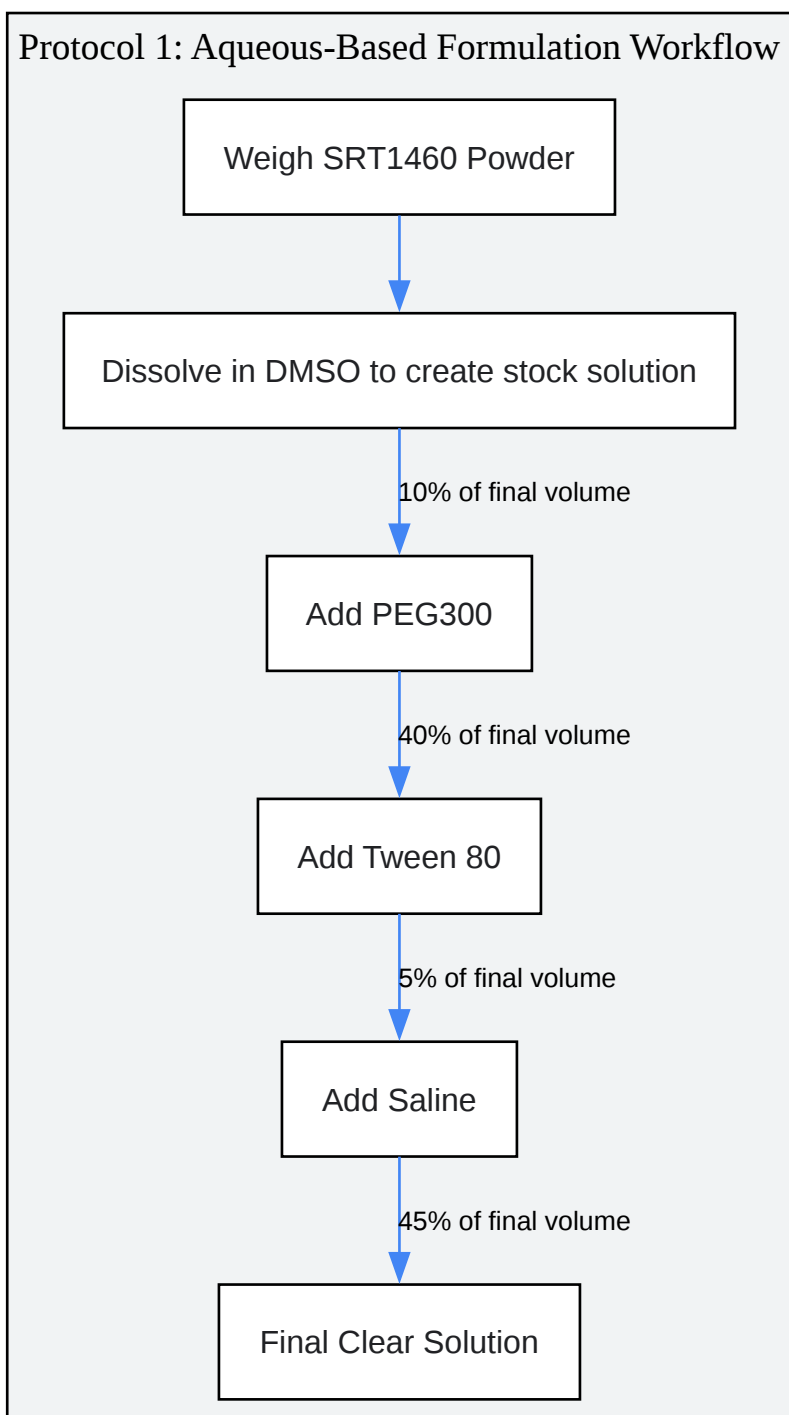 Protocol 1: Aqueous-Based Formulation Workflow
Weigh SRT1460 Powder
Dissolve in DMSO to create stock solution
10% of final volume
Add PEG300
40% of final volume
Add Tween 80
5% of final volume
Add Saline
45% of final volume
Final Clear Solution